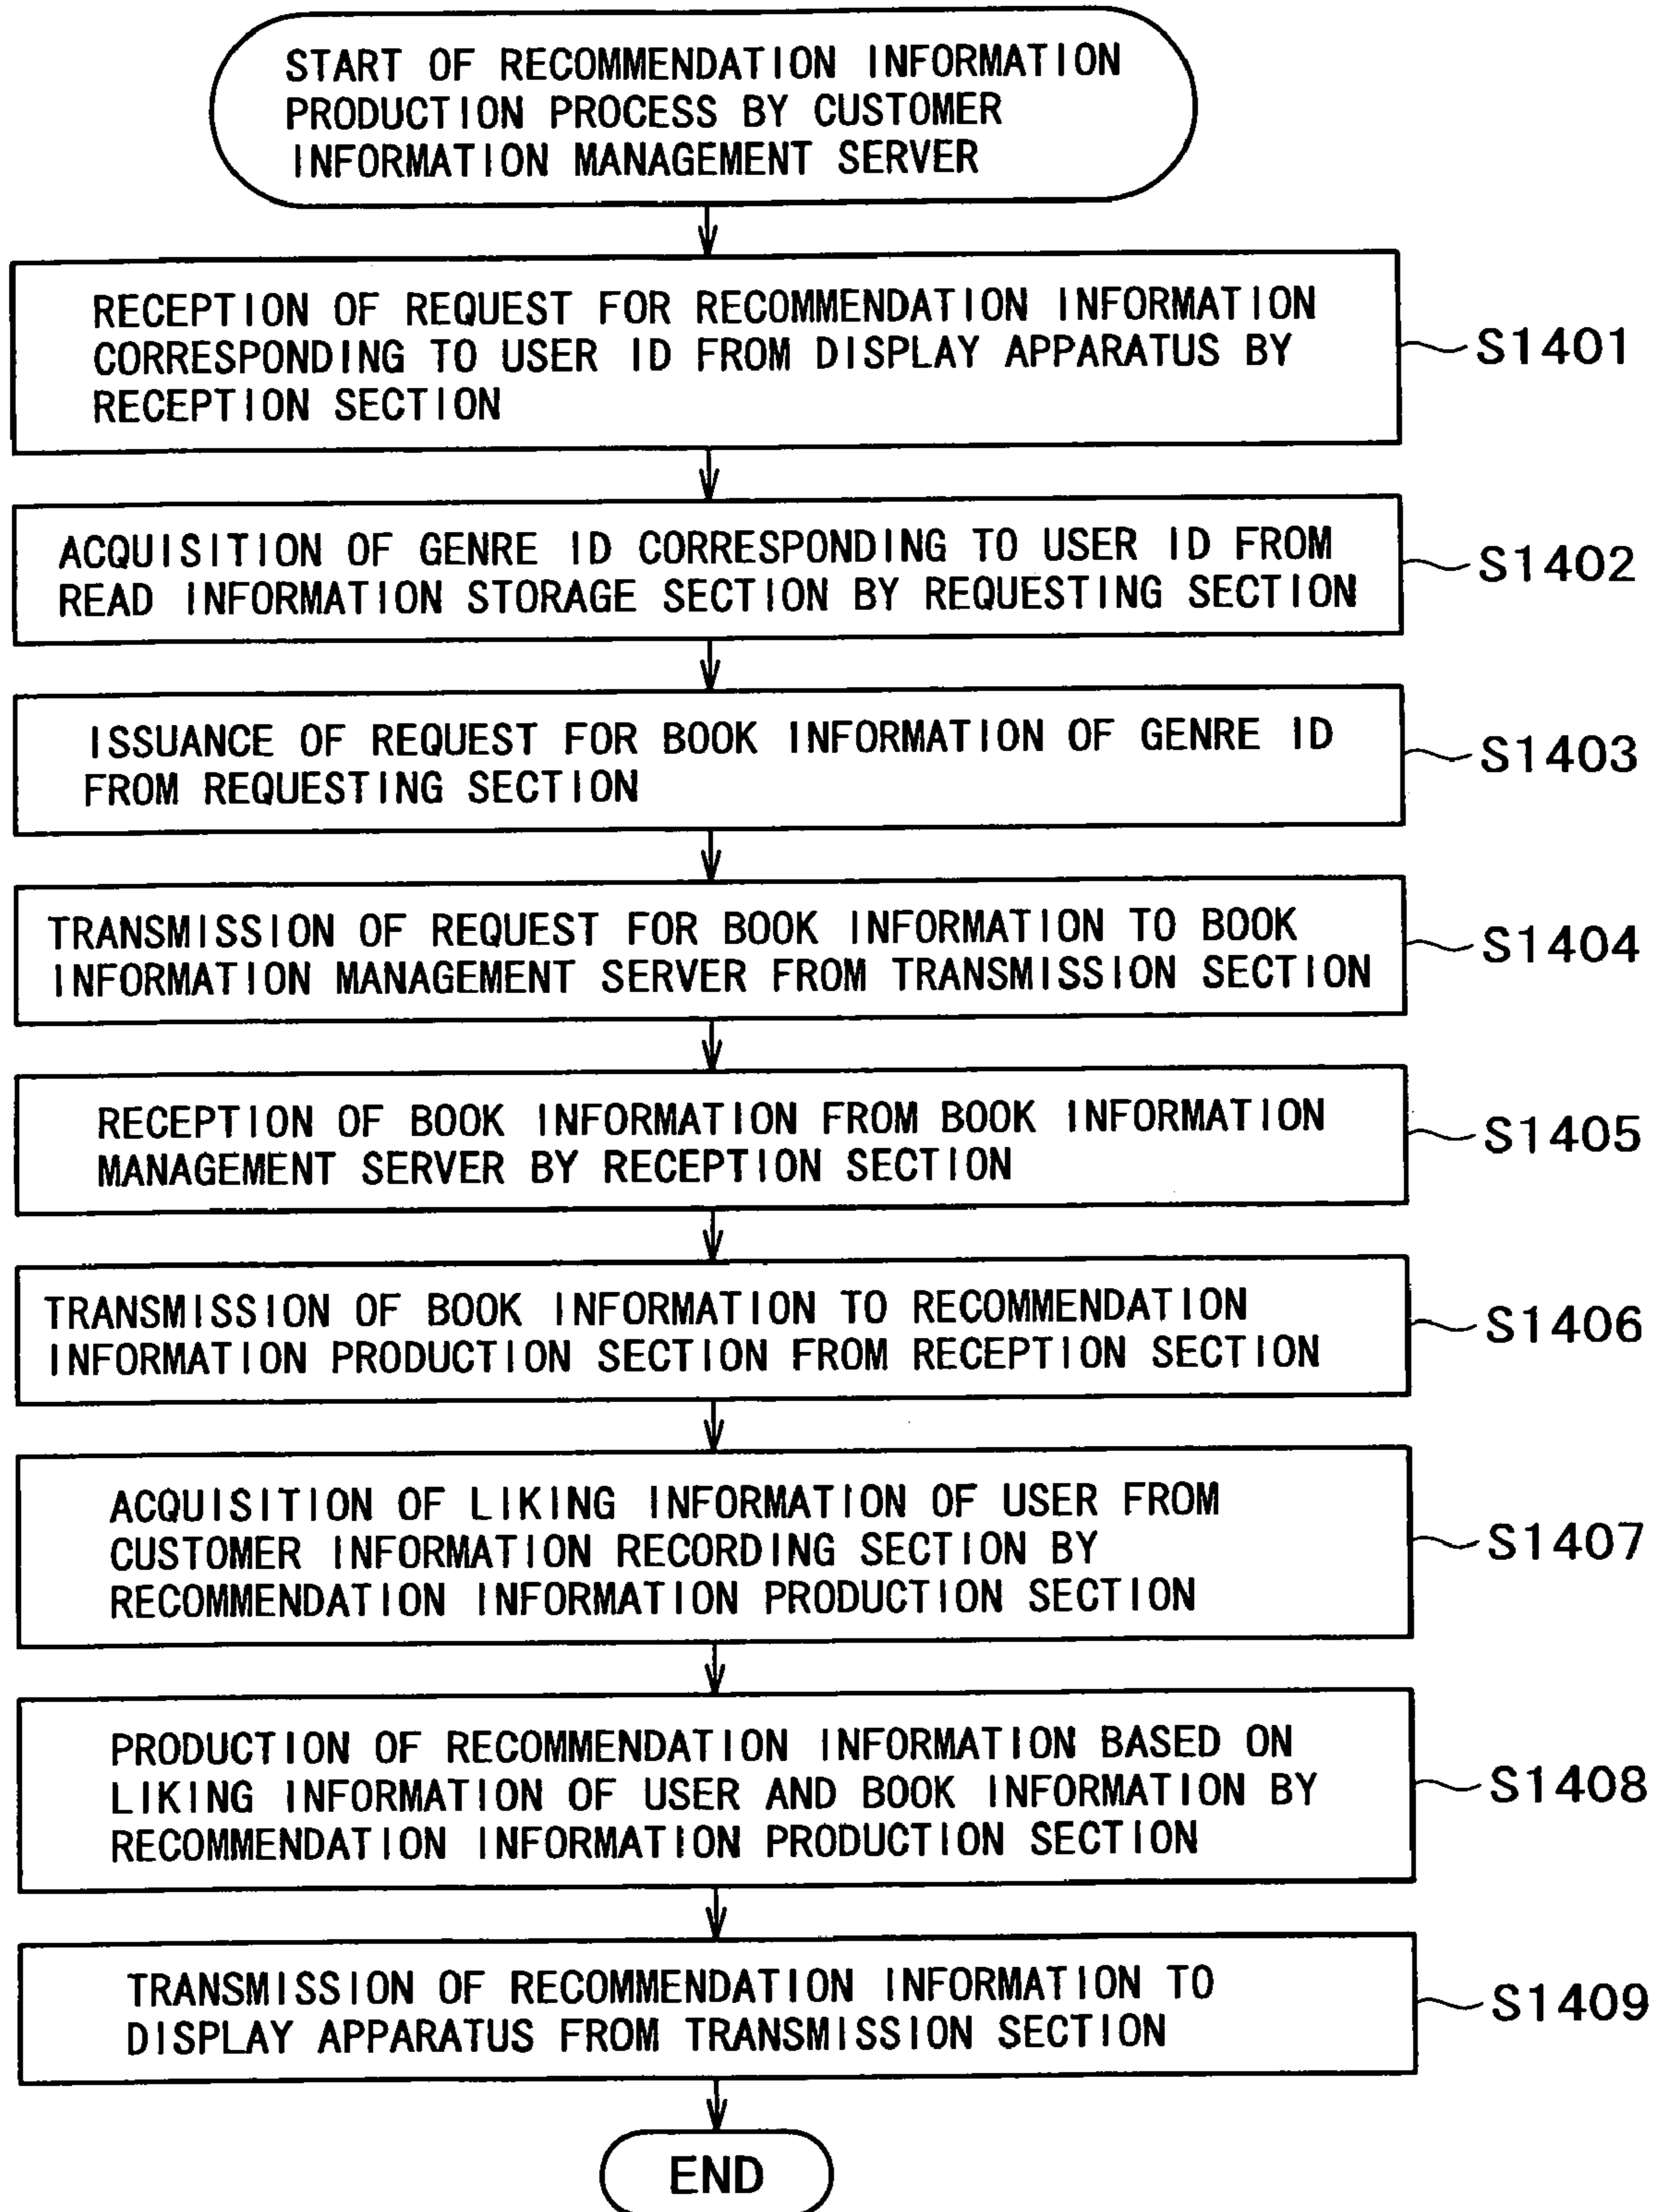 START OF RECOMMENDATION INFORMATION
PRODUCTION PROCESS BY CUSTOMER
INFORMATION MANAGEMENT SERVER
RECEPTION OF REQUEST FOR RECOMMENDATION INFORMATION
CORRESPONDING TO USER ID FROM DISPLAY APPARATUS BY
RECEPTION SECTION
S1401
ACQUISITION OF GENRE ID CORRESPONDING TO USER ID FROM
READ INFORMATION STORAGE SECTION BY REQUESTING SECTION
S1402
ISSUANCE OF REQUEST FOR BOOK INFORMATION OF GENRE ID
FROM REQUESTING SECTION
S1403
TRANSMISSION OF REQUEST FOR BOOK INFORMATION TO BOOK
INFORMATION MANAGEMENT SERVER FROM TRANSMISSION SECTION
S1404
RECEPTION OF BOOK INFORMATION FROM BOOK INFORMATION
MANAGEMENT SERVER BY RECEPTION SECTION
S1405
TRANSMISSION OF BOOK INFORMATION TO RECOMMENDATION
INFORMATION PRODUCTION SECTION FROM RECEPTION SECTION
S1406
ACQUISITION OF LIKING INFORMATION OF USER FROM
CUSTOMER INFORMATION RECORDING SECTION BY
RECOMMENDATION INFORMATION PRODUCTION SECTION
S1407
PRODUCTION OF RECOMMENDATION INFORMATION BASED ON
LIKING INFORMATION OF USER AND BOOK INFORMATION BY
RECOMMENDATION INFORMATION PRODUCTION SECTION
S1408
TRANSMISSION OF RECOMMENDATION INFORMATION TO
DISPLAY APPARATUS FROM TRANSMISSION SECTION
S1409
END